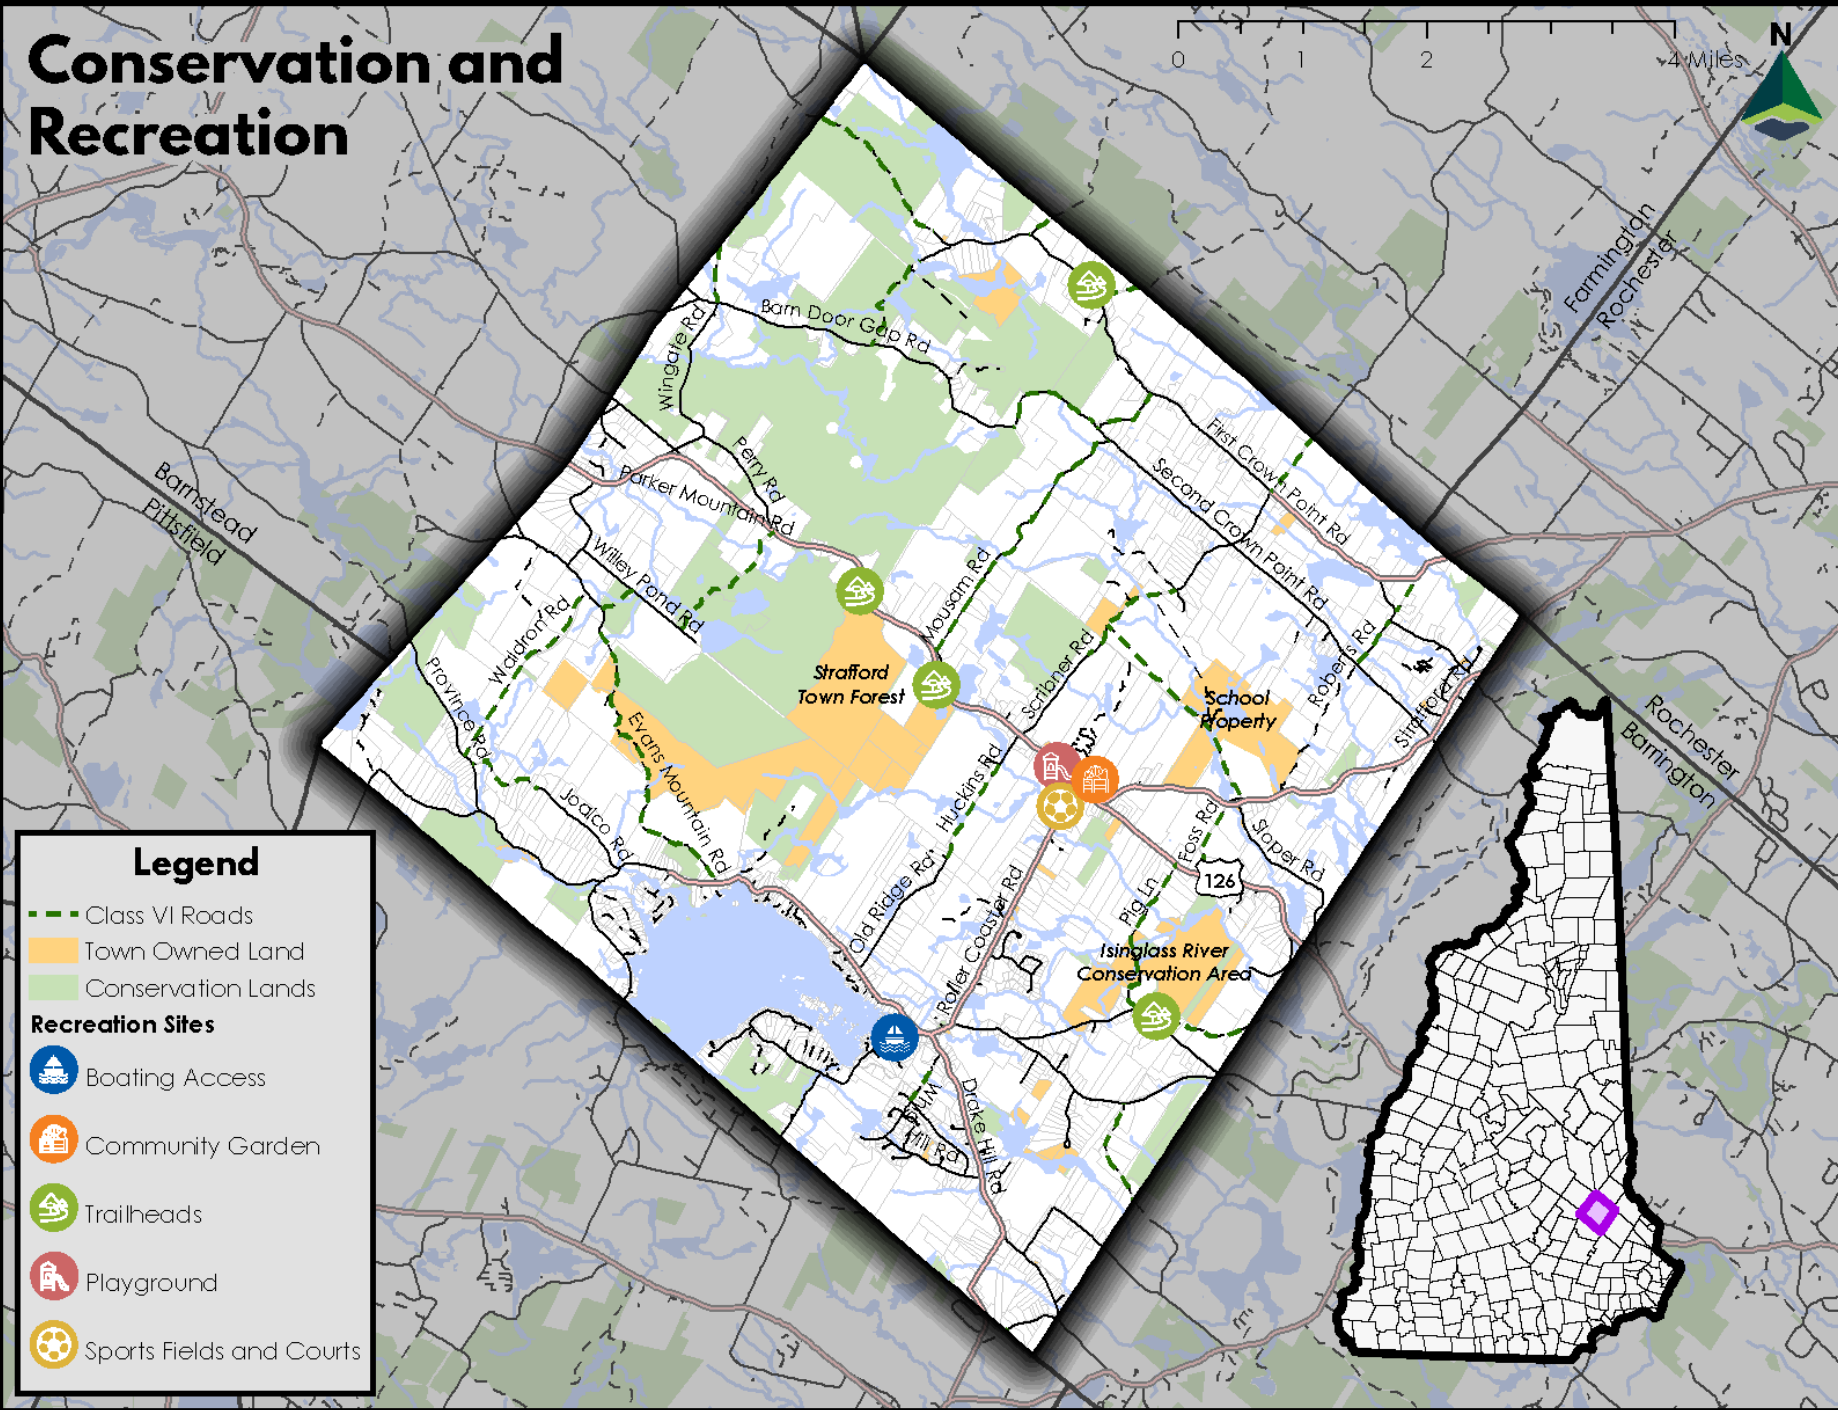 Conservation and
Recreation
0 1 2 4 Miles
N
Farmington
Rochester
Barnstead
Pittsfield
Rochester
Barrington
Barn Door Gap Rd
Wingate Rd
Perry Rd
Parker Mountain Rd
First Crown Point Rd
Second Crown Point Rd
Willey Pond Rd
Mousam Rd
Waldron Rd
Province Rd
Scribner Rd
Roberts Rd
Strafford Rd
Strafford
Town Forest
School
Property
Evans Mountain Rd
Huckins Rd
Joalco Rd
Foss Rd
Sloper Rd
126
Old Ridge Rd
Roller Coaster Rd
Pig Ln
Isinglass River
Conservation Area
Drake Hill Rd
Mill Rd
Legend
Class VI Roads
Town Owned Land
Conservation Lands
Recreation Sites
Boating Access
Community Garden
Trailheads
Playground
Sports Fields and Courts